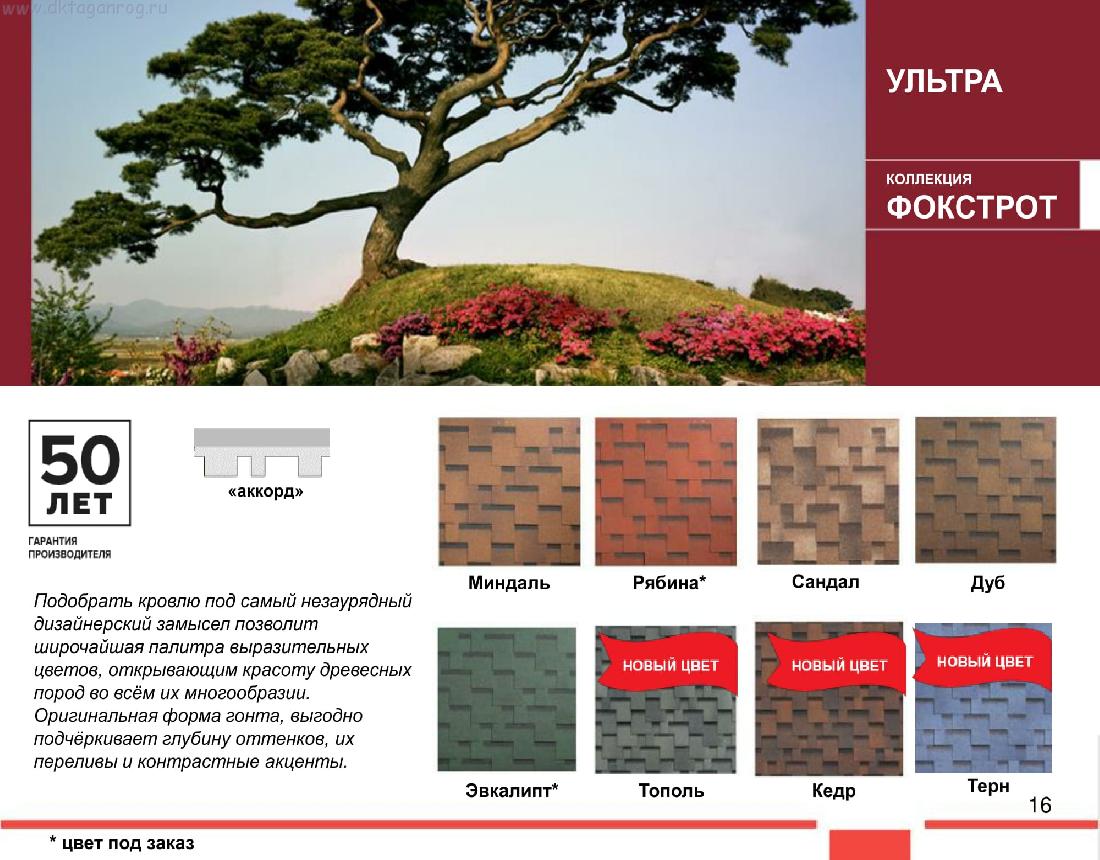 www.dktaganrog.ru
УЛЬТРА
КОЛЛЕКЦИЯ
ФОКСТРОТ
50
ЛЕТ
ГАРАНТИЯ
ПРОИЗВОДИТЕЛЯ
«аккорд»
Подобрать кровлю под самый незаурядный
дизайнерский замысел позволит
широчайшая палитра выразительных
цветов, открывающим красоту древесных
пород во всём их многообразии.
Оригинальная форма гонта, выгодно
подчёркивает глубину оттенков, их
переливы и контрастные акценты.
Миндаль
Рябина*
Сандал
Дуб
НОВЫЙ ЦВЕТ
НОВЫЙ ЦВЕТ
НОВЫЙ ЦВЕТ
Эвкалипт*
Тополь
Кедр
Терн
16
* цвет под заказ